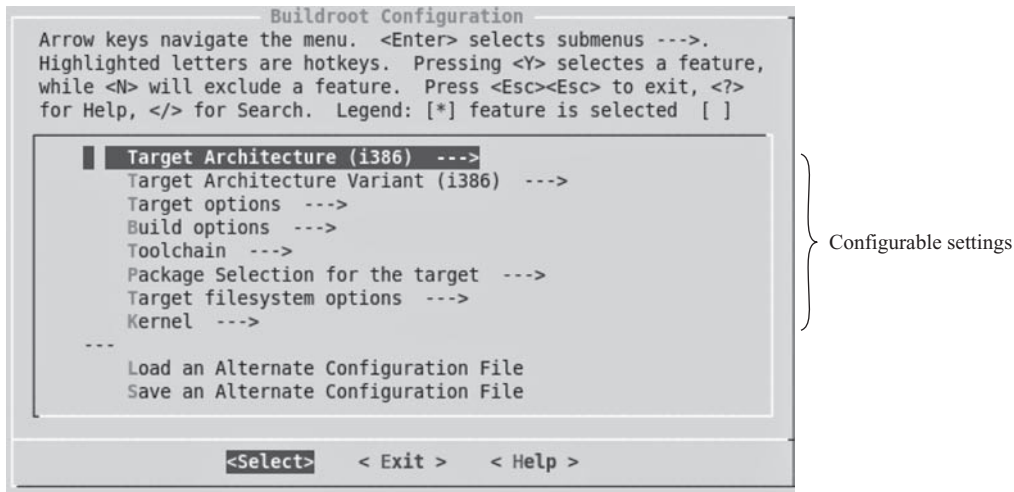 Buildroot Configuration
Arrow keys navigate the menu. <Enter> selects submenus --->.
Highlighted letters are hotkeys. Pressing <Y> selectes a feature,
while <N> will exclude a feature. Press <Esc><Esc> to exit, <?>
for Help, </> for Search. Legend: [*] feature is selected [ ]
Target Architecture (i386) --->
Target Architecture Variant (i386) --->
Target options --->
Build options --->
Toolchain --->
Package Selection for the target --->
Target filesystem options --->
Kernel --->
---
Load an Alternate Configuration File
Save an Alternate Configuration File
Configurable settings
<Select> < Exit > < Help >